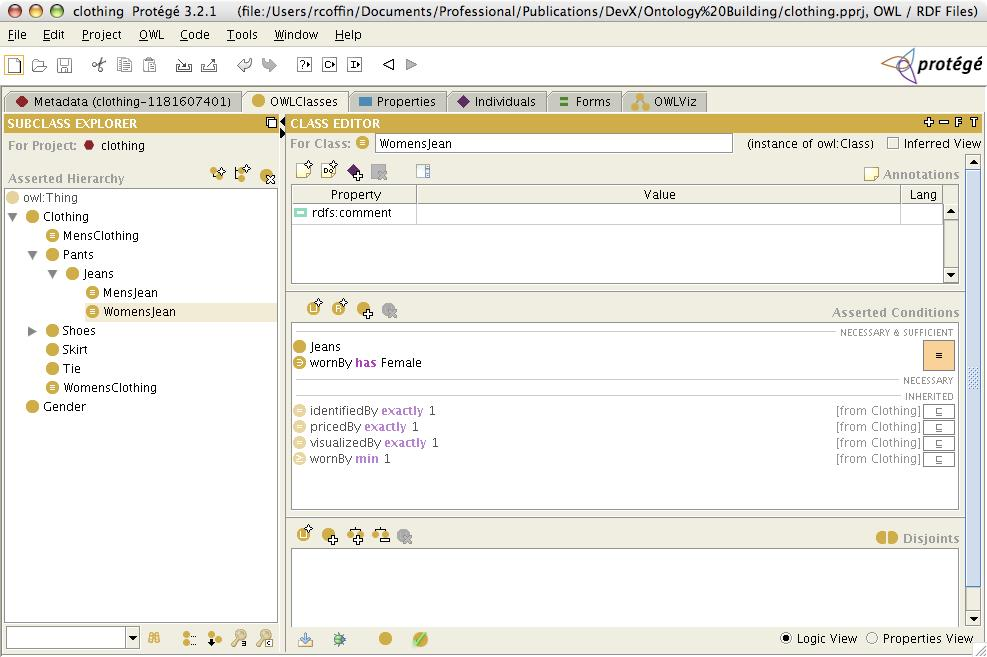 clothing Protégé 3.2.1 (file:/Users/rcoffin/Documents/Professional/Publications/DevX/Ontology%20Building/clothing.pprj, OWL / RDF Files)
File Edit Project OWL Code Tools Window Help
protégé
Metadata (clothing-1181607401) OWLClasses Properties Individuals Forms OWLViz
SUBCLASS EXPLORER
For Project: clothing
Asserted Hierarchy
owl:Thing
Clothing
MensClothing
Pants
Jeans
MensJean
WomensJean
Shoes
Skirt
Tie
WomensClothing
Gender
CLASS EDITOR
For Class: WomensJean (instance of owl:Class) Inferred View
Annotations
Property Value Lang
rdfs:comment
Asserted Conditions
NECESSARY & SUFFICIENT
Jeans
wornBy has Female
NECESSARY
INHERITED
identifiedBy exactly 1 [from Clothing]
pricedBy exactly 1 [from Clothing]
visualizedBy exactly 1 [from Clothing]
wornBy min 1 [from Clothing]
Disjoints
Logic View Properties View